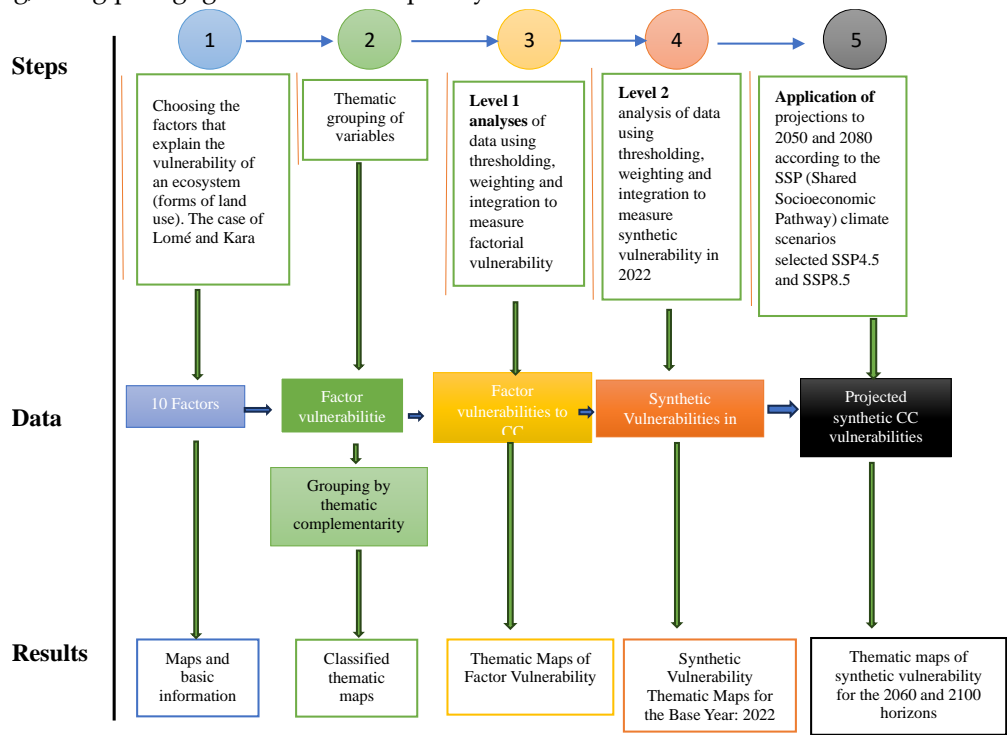 1
2
3
4
5
Steps
Choosing the
factors that
explain the
vulnerability of
an ecosystem
(forms of land
use). The case of
Lomé and Kara
Thematic
grouping of
variables
Level 1
analyses of
data using
thresholding,
weighting and
integration to
measure
factorial
vulnerability
Level 2
analysis of data
using
thresholding,
weighting and
integration to
measure
synthetic
vulnerability in
2022
Application of
projections to
2050 and 2080
according to the
SSP (Shared
Socioeconomic
Pathway) climate
scenarios
selected SSP4.5
and SSP8.5
Data
10 Factors
Factor
vulnerabilitie
Factor
vulnerabilities to
CC
Synthetic
Vulnerabilities in
Projected
synthetic CC
vulnerabilities
Grouping by
thematic
complementarity
Results
Maps and
basic
information
Classified
thematic
maps
Thematic Maps of
Factor Vulnerability
Synthetic
Vulnerability
Thematic Maps for
the Base Year: 2022
Thematic maps of
synthetic vulnerability
for the 2060 and 2100
horizons